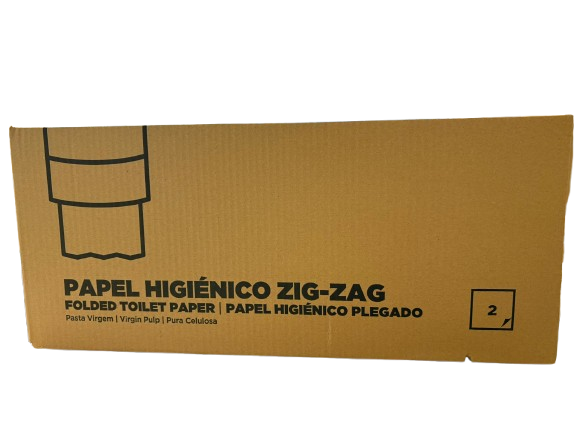 PAPEL HIGIÉNICO ZIG-ZAG
FOLDED TOILET PAPER | PAPEL HIGIÉNICO PLEGADO
Pasta Virgem | Virgin Pulp | Pura Celulosa
2